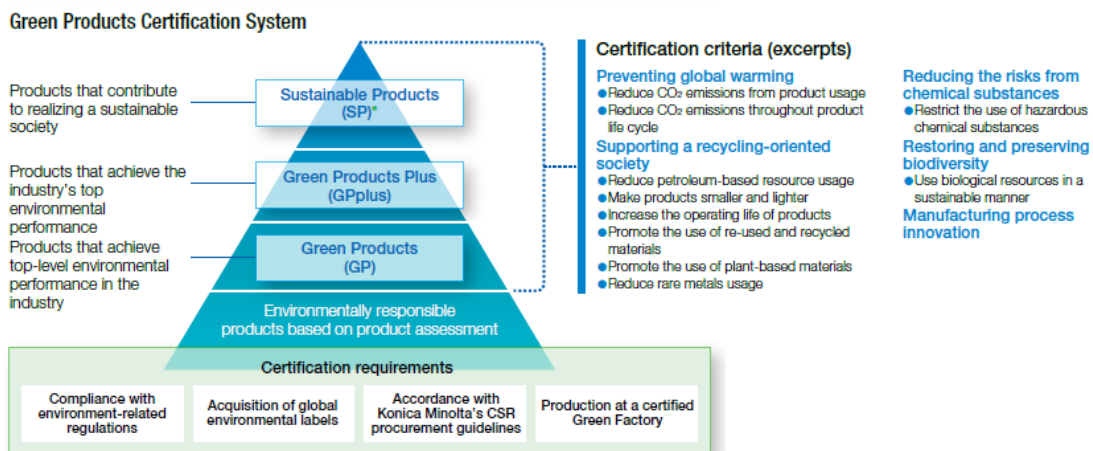 Green Products Certification System
Products that contribute
to realizing a sustainable
society
Sustainable Products
(SP)*
Products that achieve the
industry's top
environmental
performance
Green Products Plus
(GPplus)
Products that achieve
top-level environmental
performance in the
industry
Green Products
(GP)
Environmentally responsible
products based on product assessment
Certification requirements
Compliance with
environment-related
regulations
Acquisition of global
environmental labels
Accordance with
Konica Minolta's CSR
procurement guidelines
Production at a certified
Green Factory
Certification criteria (excerpts)
Preventing global warming
●Reduce CO₂ emissions from product usage
●Reduce CO₂ emissions throughout product
life cycle
Supporting a recycling-oriented
society
●Reduce petroleum-based resource usage
●Make products smaller and lighter
●Increase the operating life of products
●Promote the use of re-used and recycled
materials
●Promote the use of plant-based materials
●Reduce rare metals usage
Reducing the risks from
chemical substances
●Restrict the use of hazardous
chemical substances
Restoring and preserving
biodiversity
●Use biological resources in a
sustainable manner
Manufacturing process
innovation